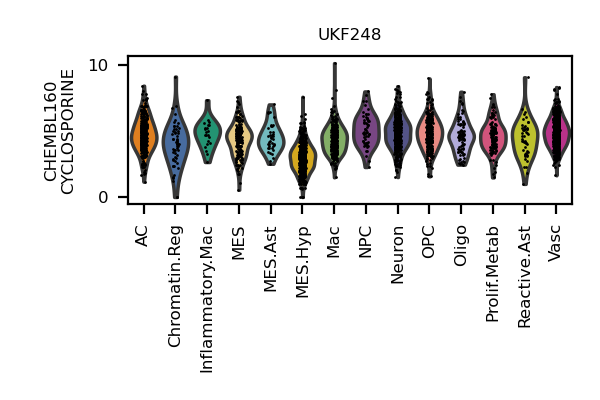 UKF248
CHEMBL160
CYCLOSPORINE
10
0
AC
Chromatin.Reg
Inflammatory.Mac
MES
MES.Ast
MES.Hyp
Mac
NPC
Neuron
OPC
Oligo
Prolif.Metab
Reactive.Ast
Vasc